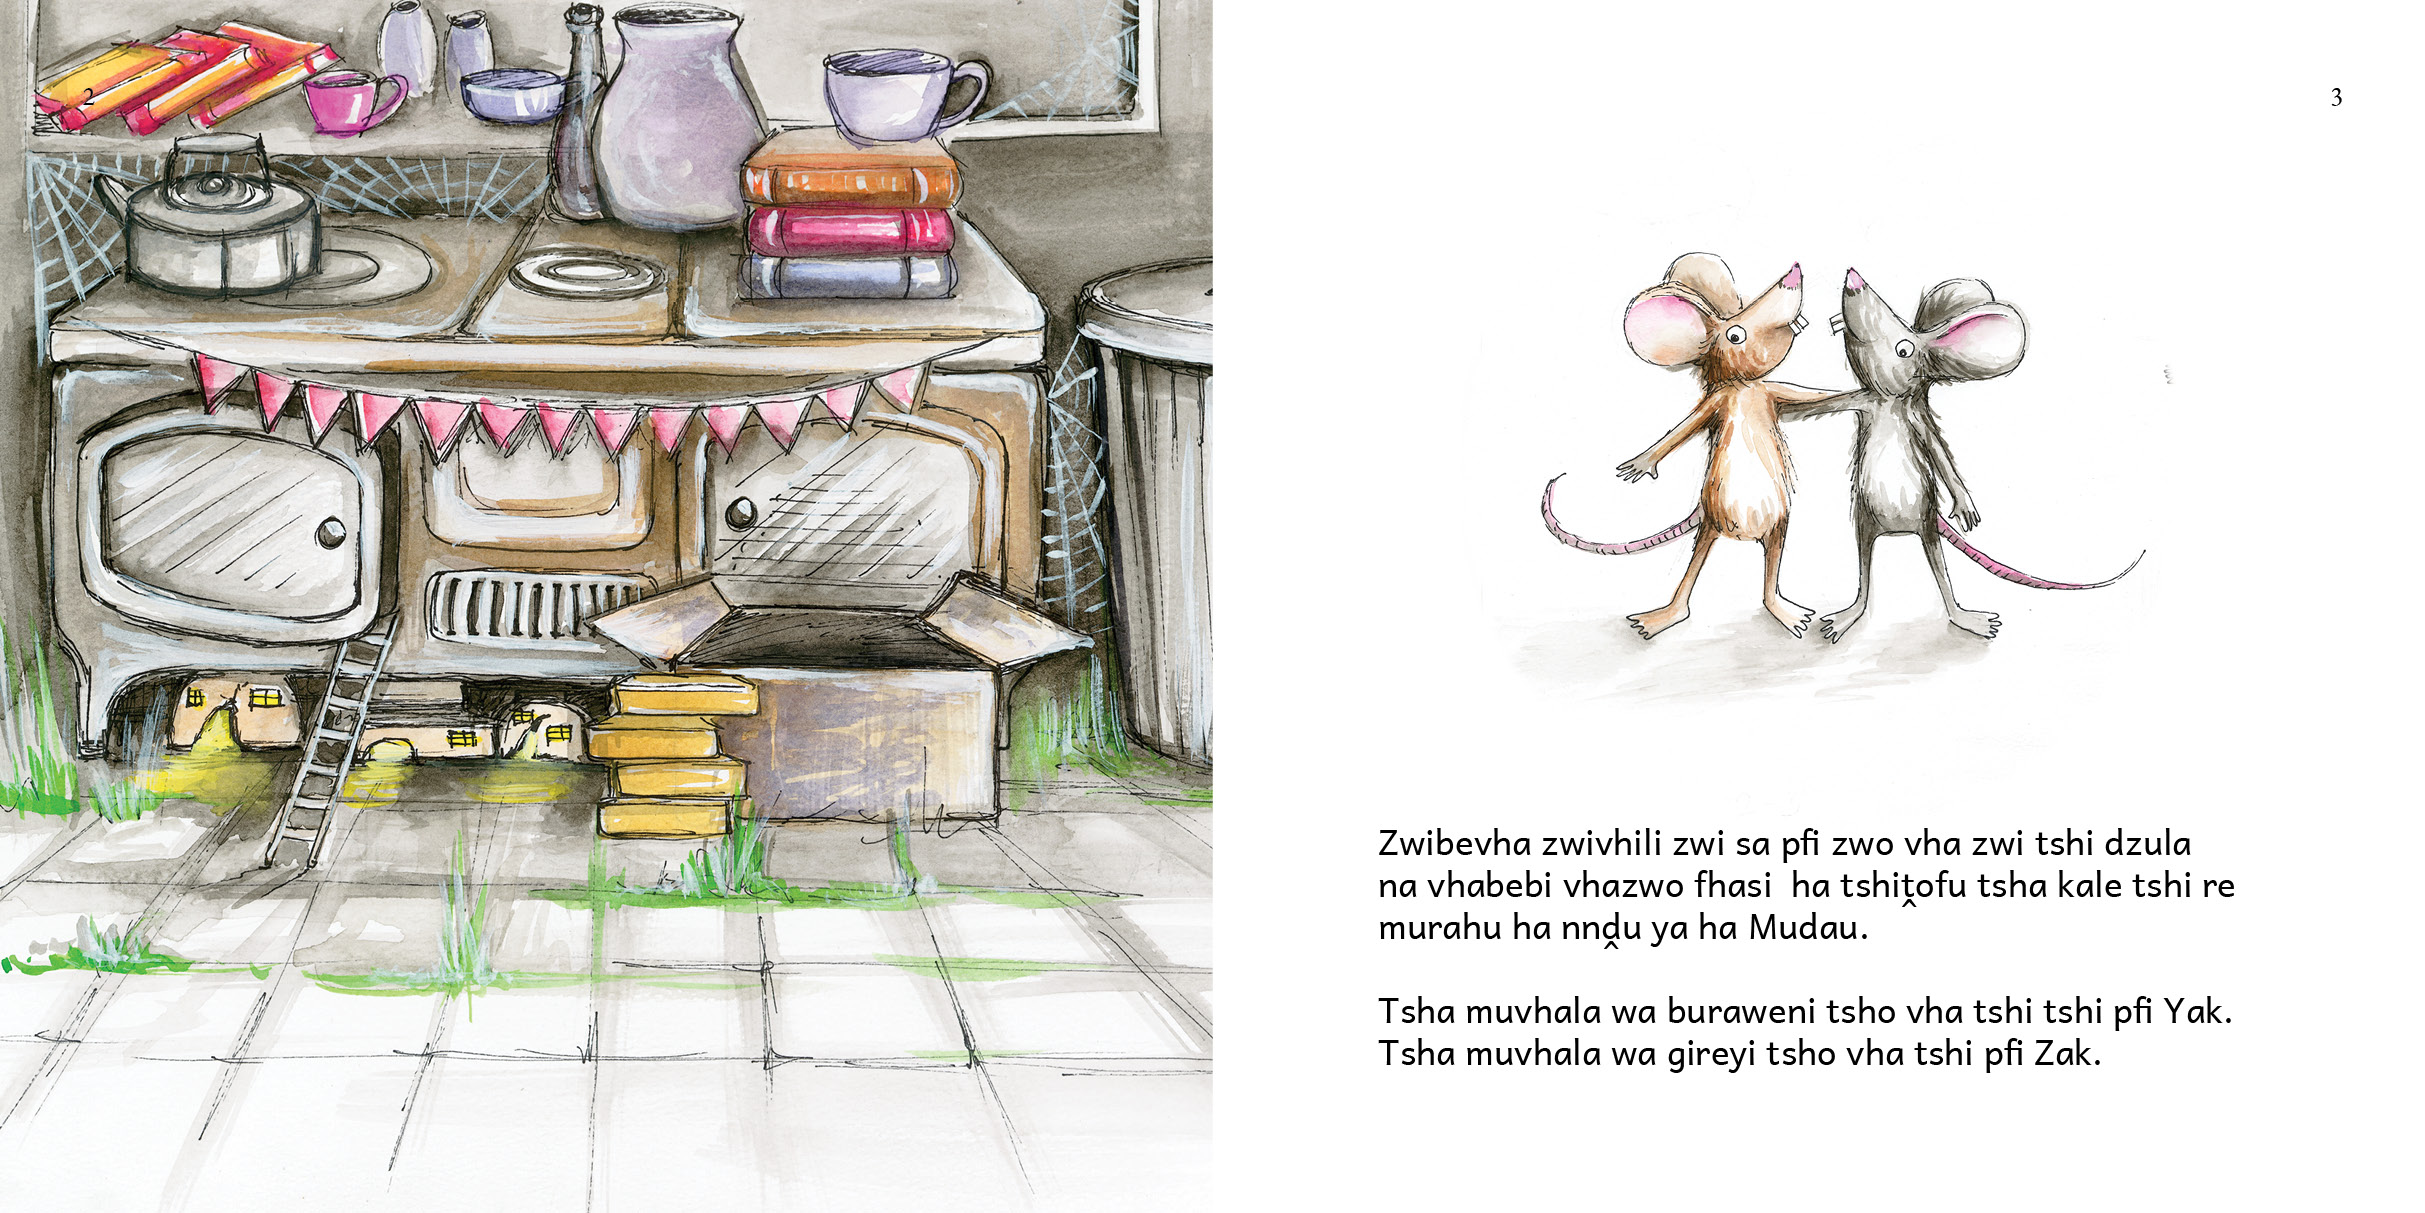 2
3
Zwibevha zwivhili zwi sa pfi zwo vha zwi tshi dzula
na vhabebi vhazwo fhasi ha tshiṱofu tsha kale tshi re
murahu ha nnḓu ya ha Mudau.
Tsha muvhala wa buraweni tsho vha tshi tshi pfi Yak.
Tsha muvhala wa gireyi tsho vha tshi pfi Zak.